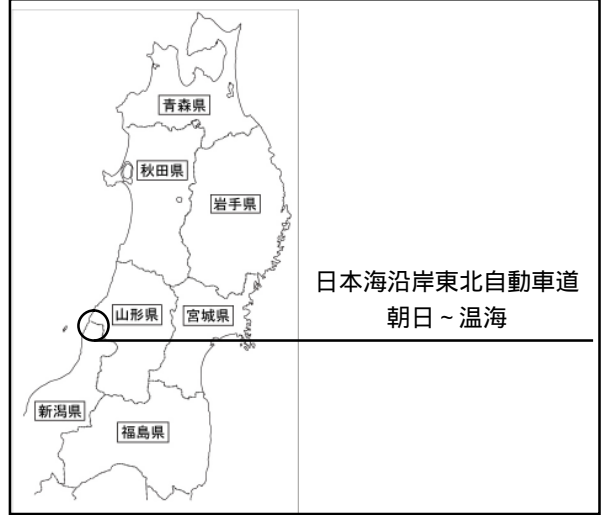 青森県
秋田県
岩手県
山形県
宮城県
日本海沿岸東北自動車道
朝日~温海
新潟県
福島県